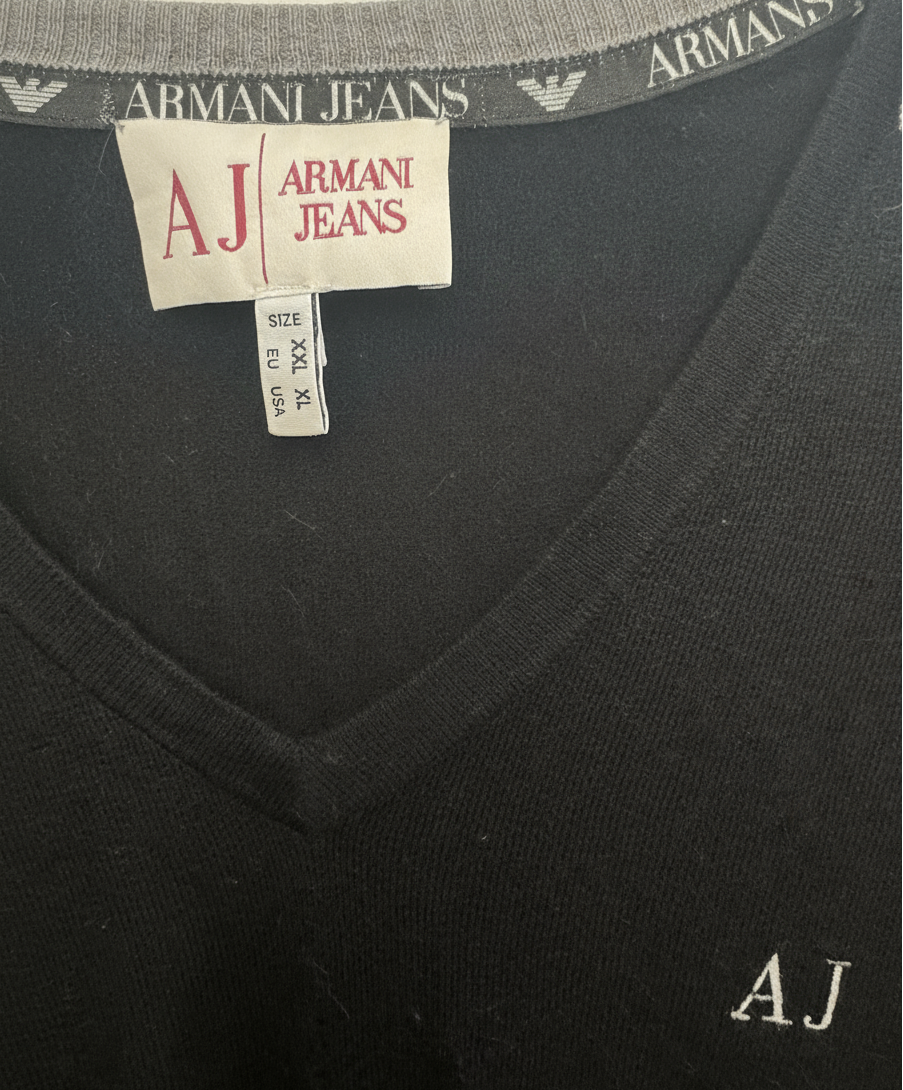 ARMANI JEANS
ARMANI
AJ
ARMANI
JEANS
SIZE
EU XXL
USA XL
AJ